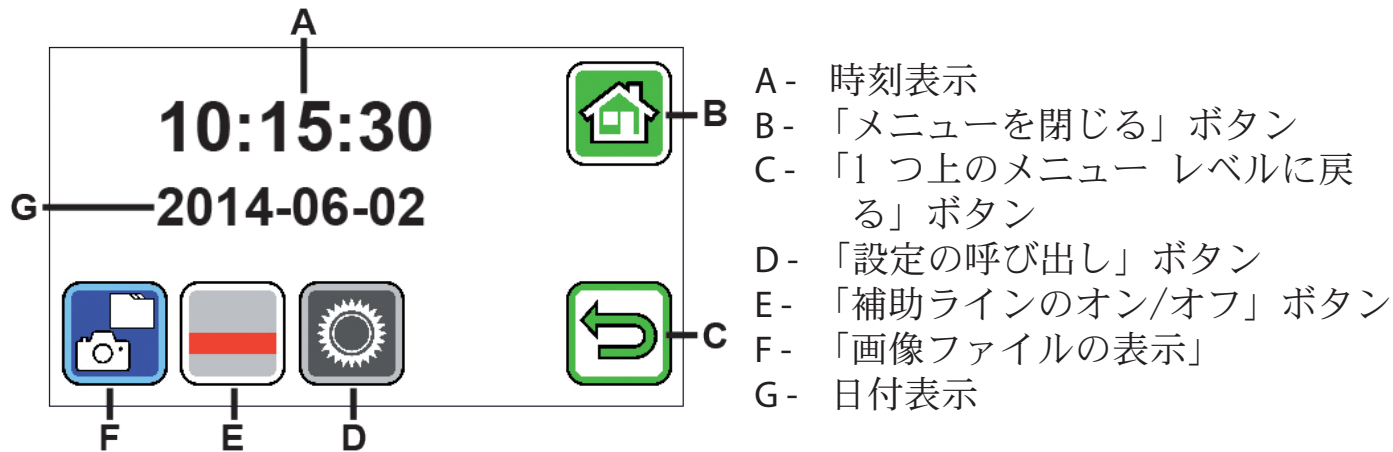 A
10:15:30
B
G
2014-06-02
C
F
E
D
A - 時刻表示
B - 「メニューを閉じる」ボタン
C - 「1 つ上のメニュー レベルに戻
る」ボタン
D - 「設定の呼び出し」ボタン
E - 「補助ラインのオン/オフ」ボタン
F - 「画像ファイルの表示」
G - 日付表示